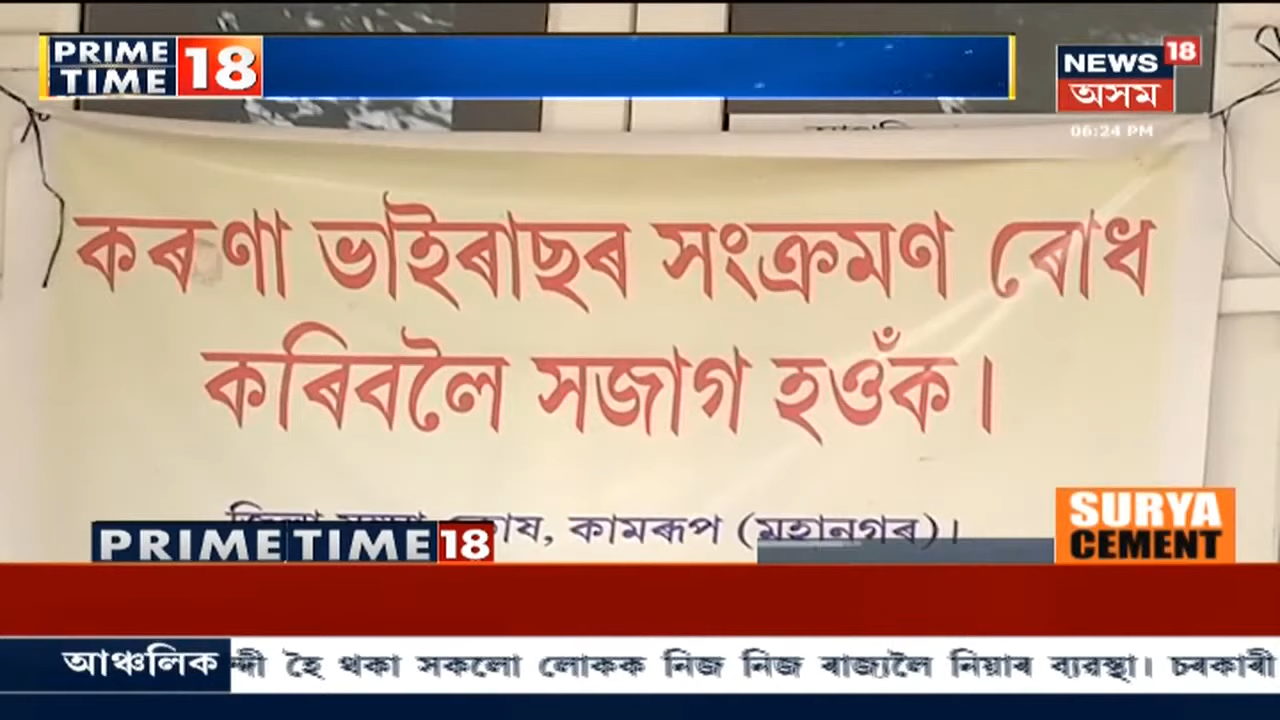 PRIME
TIME 18
NEWS 18
অসম
06:24 PM
কৰণা ভাইৰাছৰ সংক্ৰমণ ৰোধ
কৰিবলৈ সজাগ হওঁক।
কামৰূপ (মহানগৰ)।
PRIME TIME 18
SURYA
CEMENT
আঞ্চলিক
হৈ থকা সকলো লোকক নিজ নিজ ৰাজ্যলৈ নিয়াৰ ব্যৱস্থা। চৰকাৰী